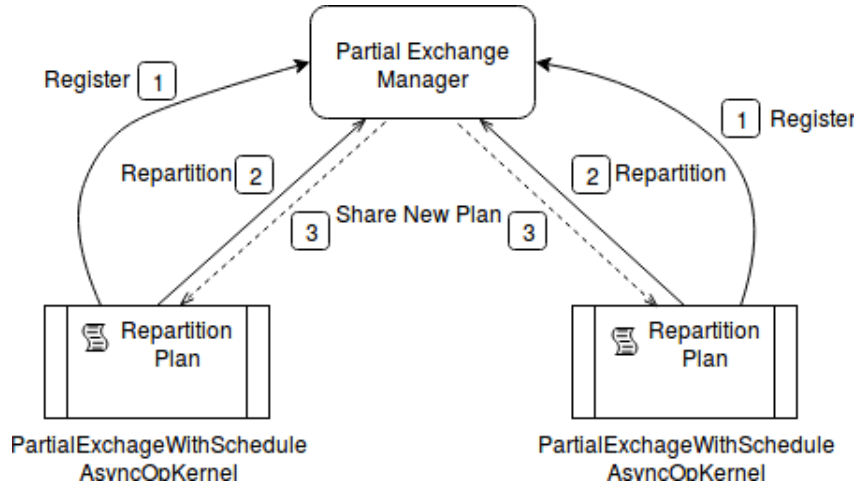 Partial Exchange
Manager
Register 1
1 Register
Repartition 2
2 Repartition
3 Share New Plan 3
Repartition
Plan
Repartition
Plan
PartialExchageWithSchedule
AsyncOpKernel
PartialExchageWithSchedule
AsyncOpKernel